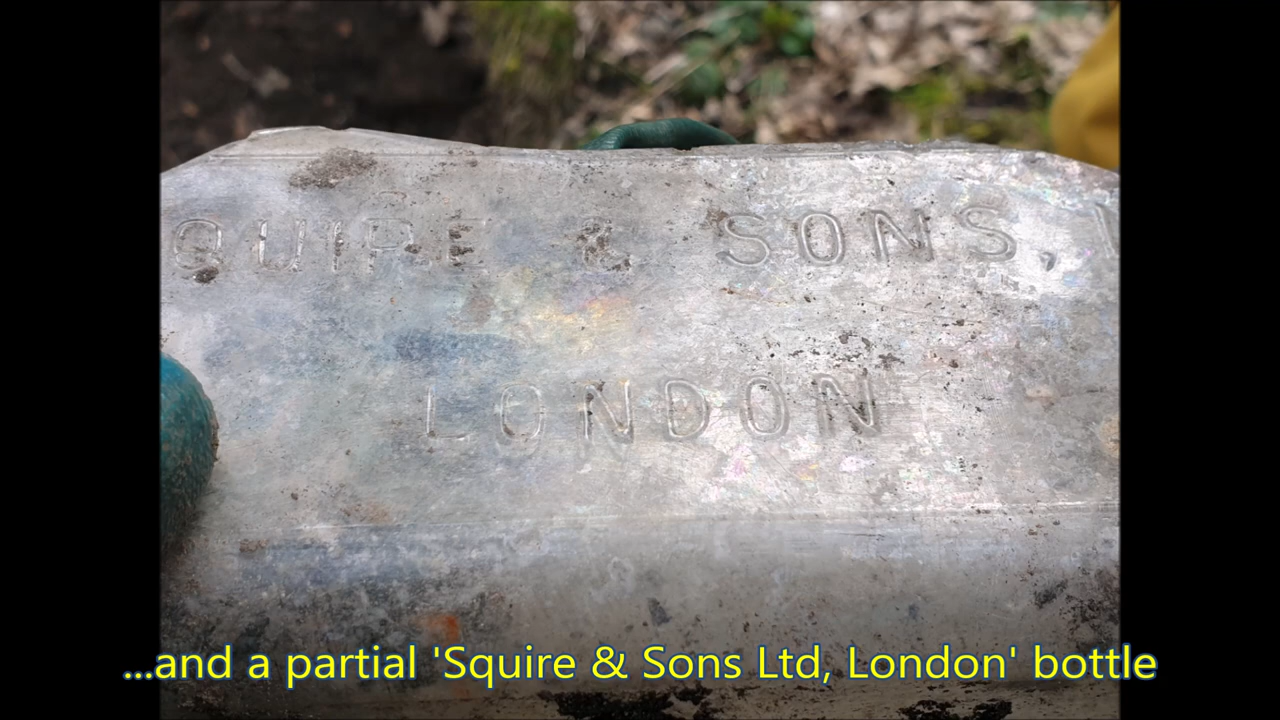 QUIRE & SONS, L
LONDON
...and a partial 'Squire & Sons Ltd, London' bottle